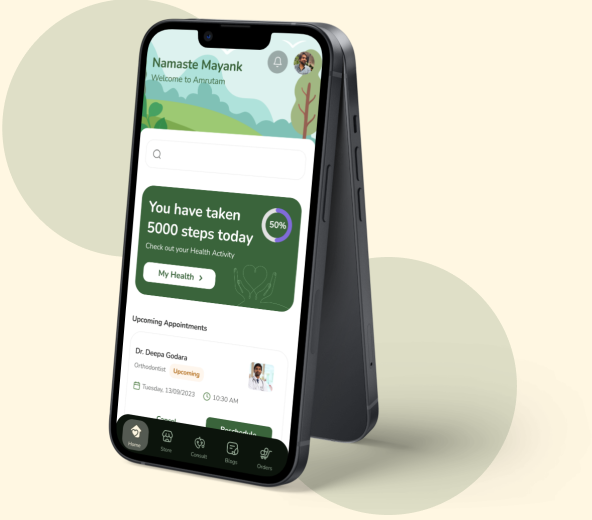 Namaste Mayank
Welcome to Amrutam
You have taken
5000 steps today
50%
Check out your Health Activity
My Health >
Upcoming Appointments
Dr. Deepa Godara
Orthodontist Upcoming
Tuesday, 13/09/2023 10:30 AM
Cancel Reschedule
Home Store Consult Blogs Orders